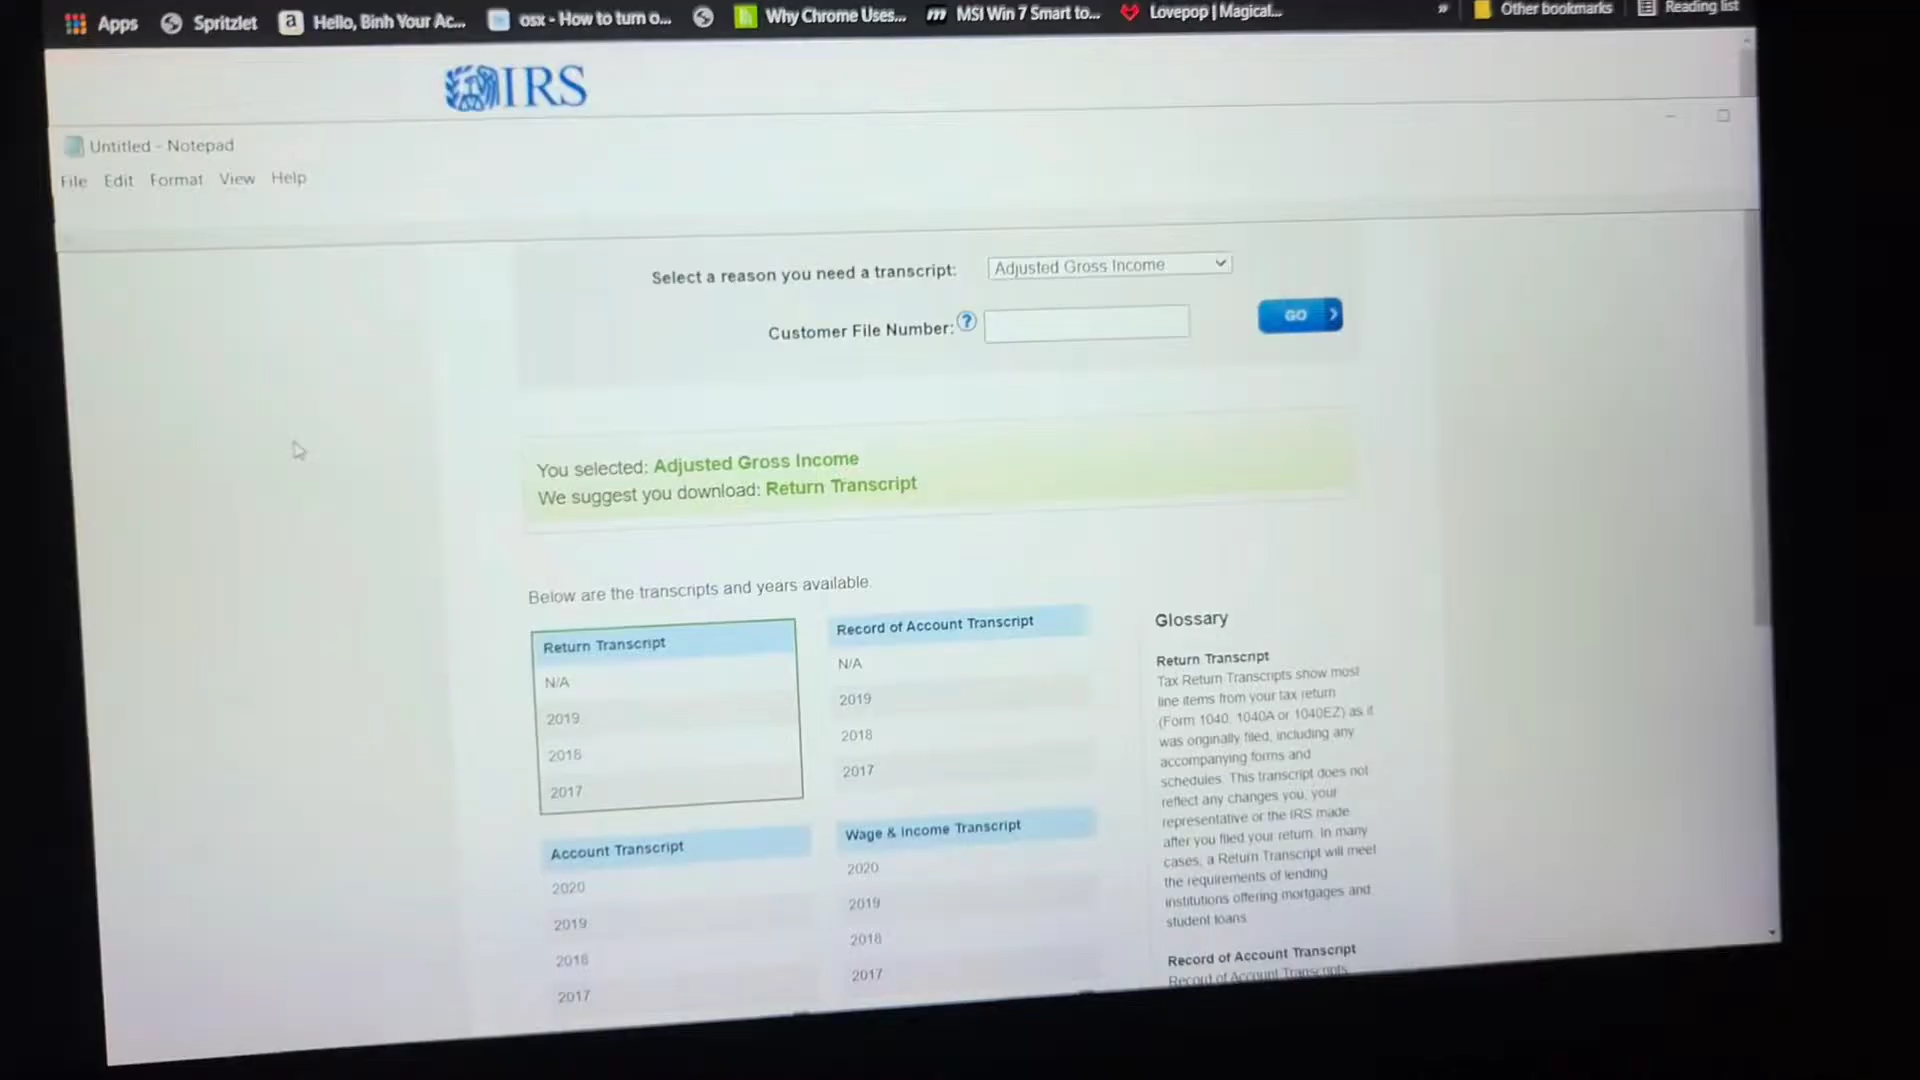 Apps
Spritzlet
a
Hello, Binh Your Ac...
osx - How to turn o...
Why Chrome Uses...
MSI Win 7 Smart to...
Lovepop | Magical...
»
Other bookmarks
Reading list
IRS
Untitled - Notepad
File Edit Format View Help
Select a reason you need a transcript: Adjusted Gross Income
Customer File Number: ?
GO
You selected: Adjusted Gross Income
We suggest you download: Return Transcript
Below are the transcripts and years available.
Return Transcript
N/A
2019
2018
2017
Record of Account Transcript
N/A
2019
2018
2017
Account Transcript
2020
2019
2018
2017
Wage & Income Transcript
2020
2019
2018
2017
Glossary
Return Transcript
Tax Return Transcripts show most
line items from your tax return
(Form 1040, 1040A or 1040EZ) as it
was originally filed, including any
accompanying forms and
schedules. This transcript does not
reflect any changes you, your
representative or the IRS made
after you filed your return. In many
cases, a Return Transcript will meet
the requirements of lending
institutions offering mortgages and
student loans.
Record of Account Transcript
Record of Account Transcripts